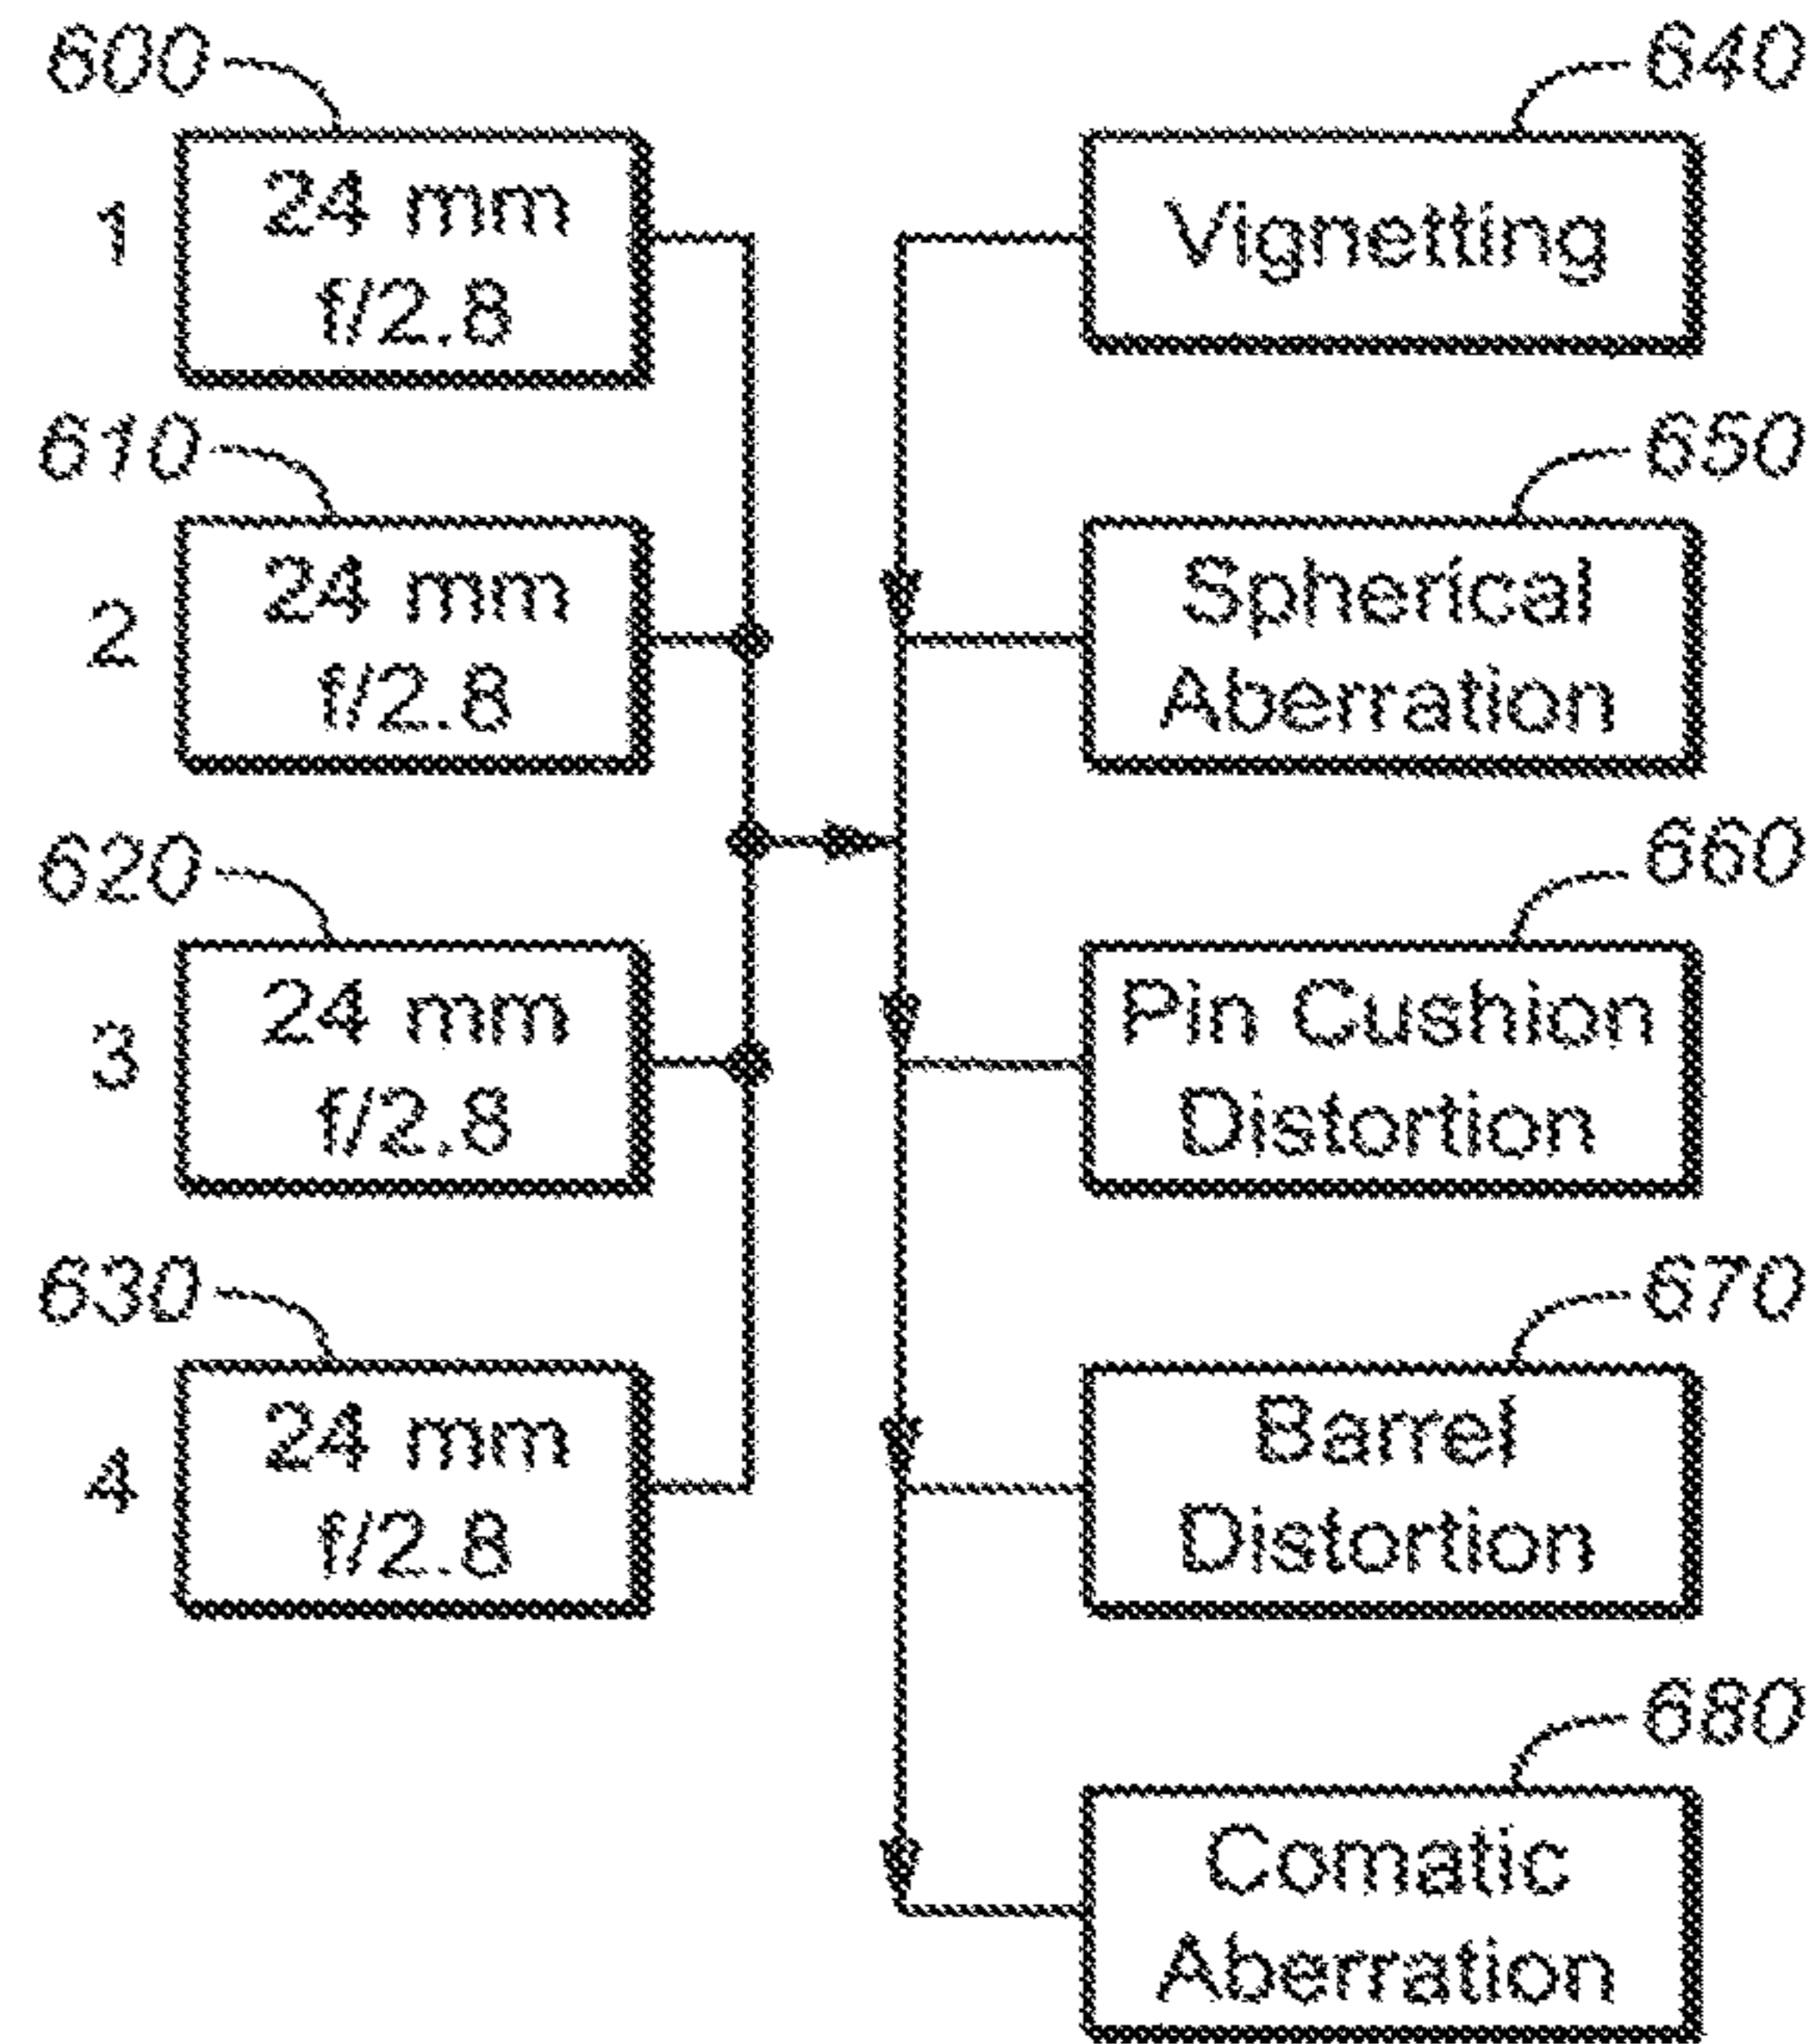 600
640
1
24 mm
f/2.8
Vignetting
610
650
2
24 mm
f/2.8
Spherical
Aberration
620
660
3
24 mm
f/2.8
Pin Cushion
Distortion
630
670
4
24 mm
f/2.8
Barrel
Distortion
680
Comatic
Aberration